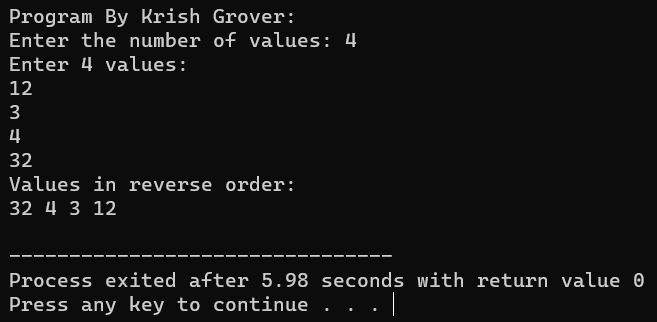 Program By Krish Grover:
Enter the number of values: 4
Enter 4 values:
12
3
4
32
Values in reverse order:
32 4 3 12
--------------------------------
Process exited after 5.98 seconds with return value 0
Press any key to continue . . .